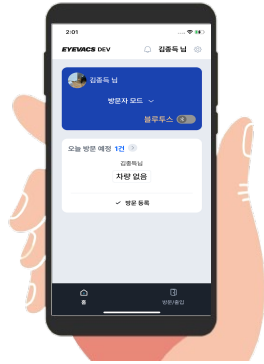 2:01
EYEVACS DEV
김종득 님
김종득 님
방문자 모드
블루투스
오늘 방문 예정 1건
김종득님
차량 없음
방문 등록
홈
방문/출입